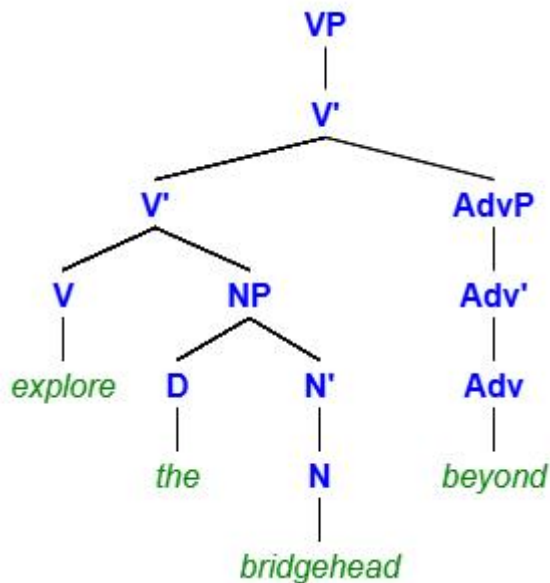 VP
V'
V' AdvP
V NP Adv'
explore D N' Adv
the N beyond
bridgehead